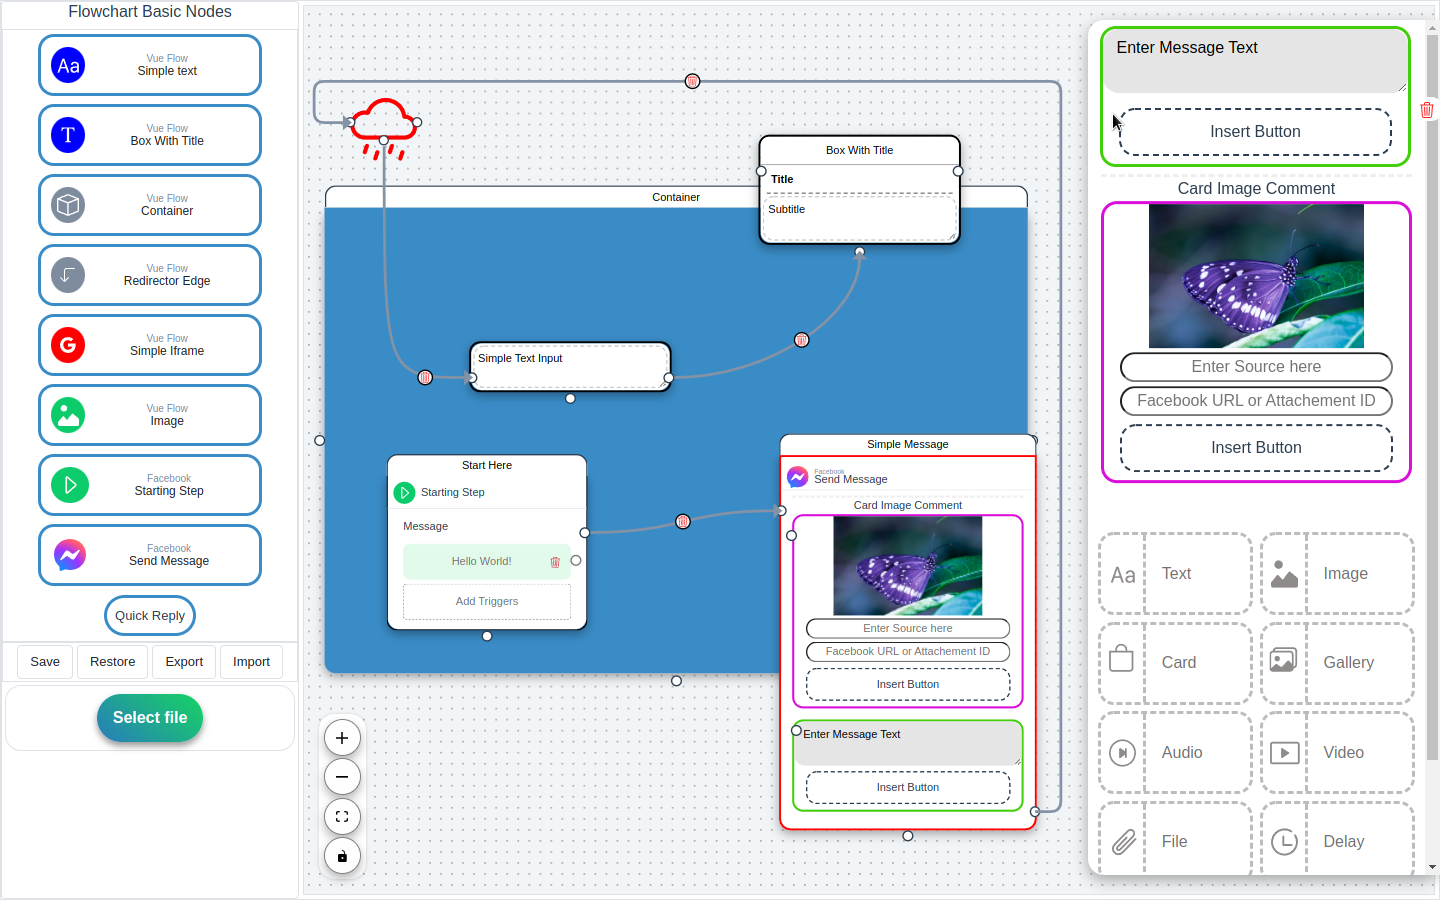 Flowchart Basic Nodes
Vue Flow
Simple text
Vue Flow
Box With Title
Vue Flow
Container
Vue Flow
Redirector Edge
Vue Flow
Simple Iframe
Vue Flow
Image
Facebook
Starting Step
Facebook
Send Message
Quick Reply
Save
Restore
Export
Import
Select file
Container
Box With Title
Title
Subtitle
Simple Text Input
Start Here
Starting Step
Message
Hello World!
Add Triggers
Simple Message
Facebook
Send Message
Card Image Comment
Enter Source here
Facebook URL or Attachement ID
Insert Button
Enter Message Text
Insert Button
Enter Message Text
Insert Button
Card Image Comment
Enter Source here
Facebook URL or Attachement ID
Insert Button
Aa Text
Image
Card
Gallery
Audio
Video
File
Delay